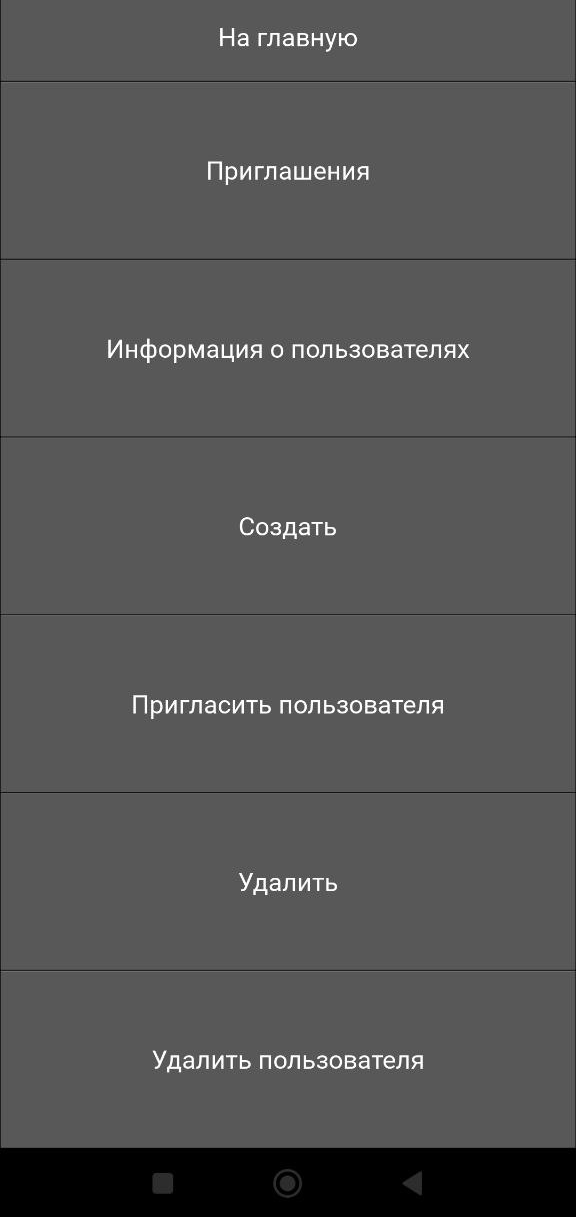 На главную
Приглашения
Информация о пользователях
Создать
Пригласить пользователя
Удалить
Удалить пользователя